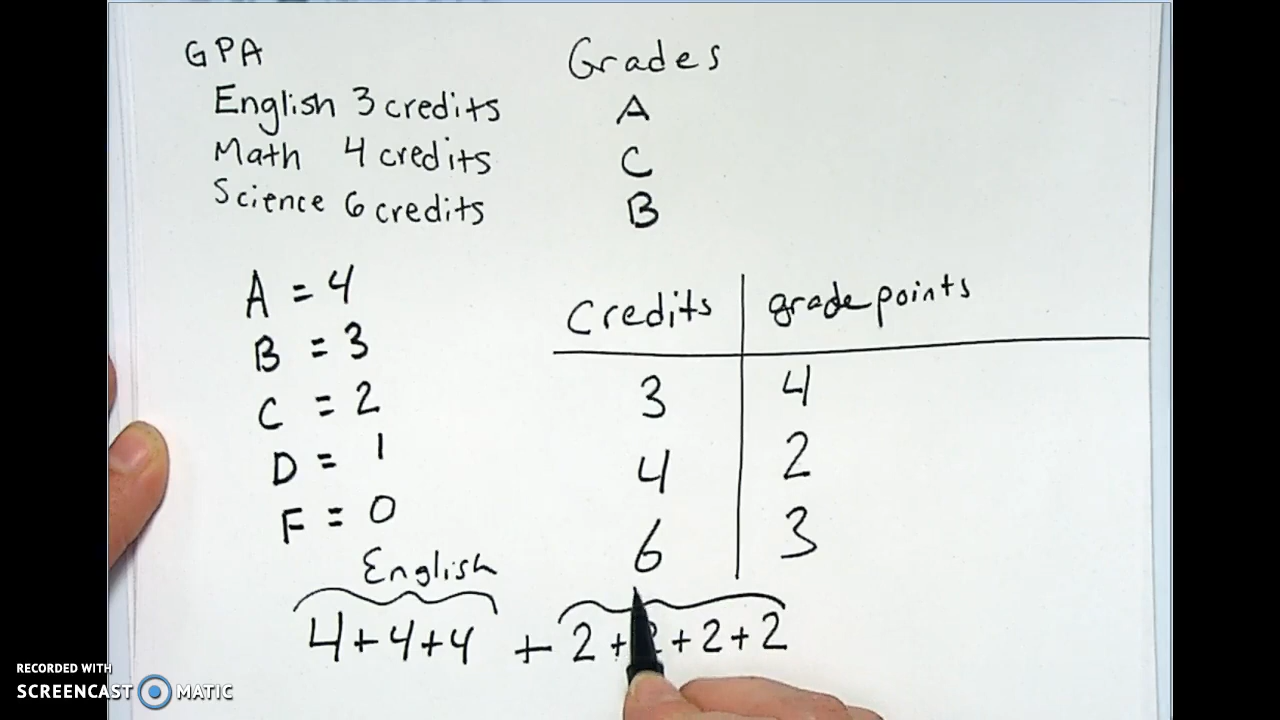 GPA
English 3 credits
Math 4 credits
Science 6 credits
Grades
A
C
B
A = 4
B = 3
C = 2
D = 1
F = 0
Credits grade points
3 4
4 2
6 3
English
4+4+4 + 2+2+2+2
RECORDED WITH
SCREENCAST MATIC